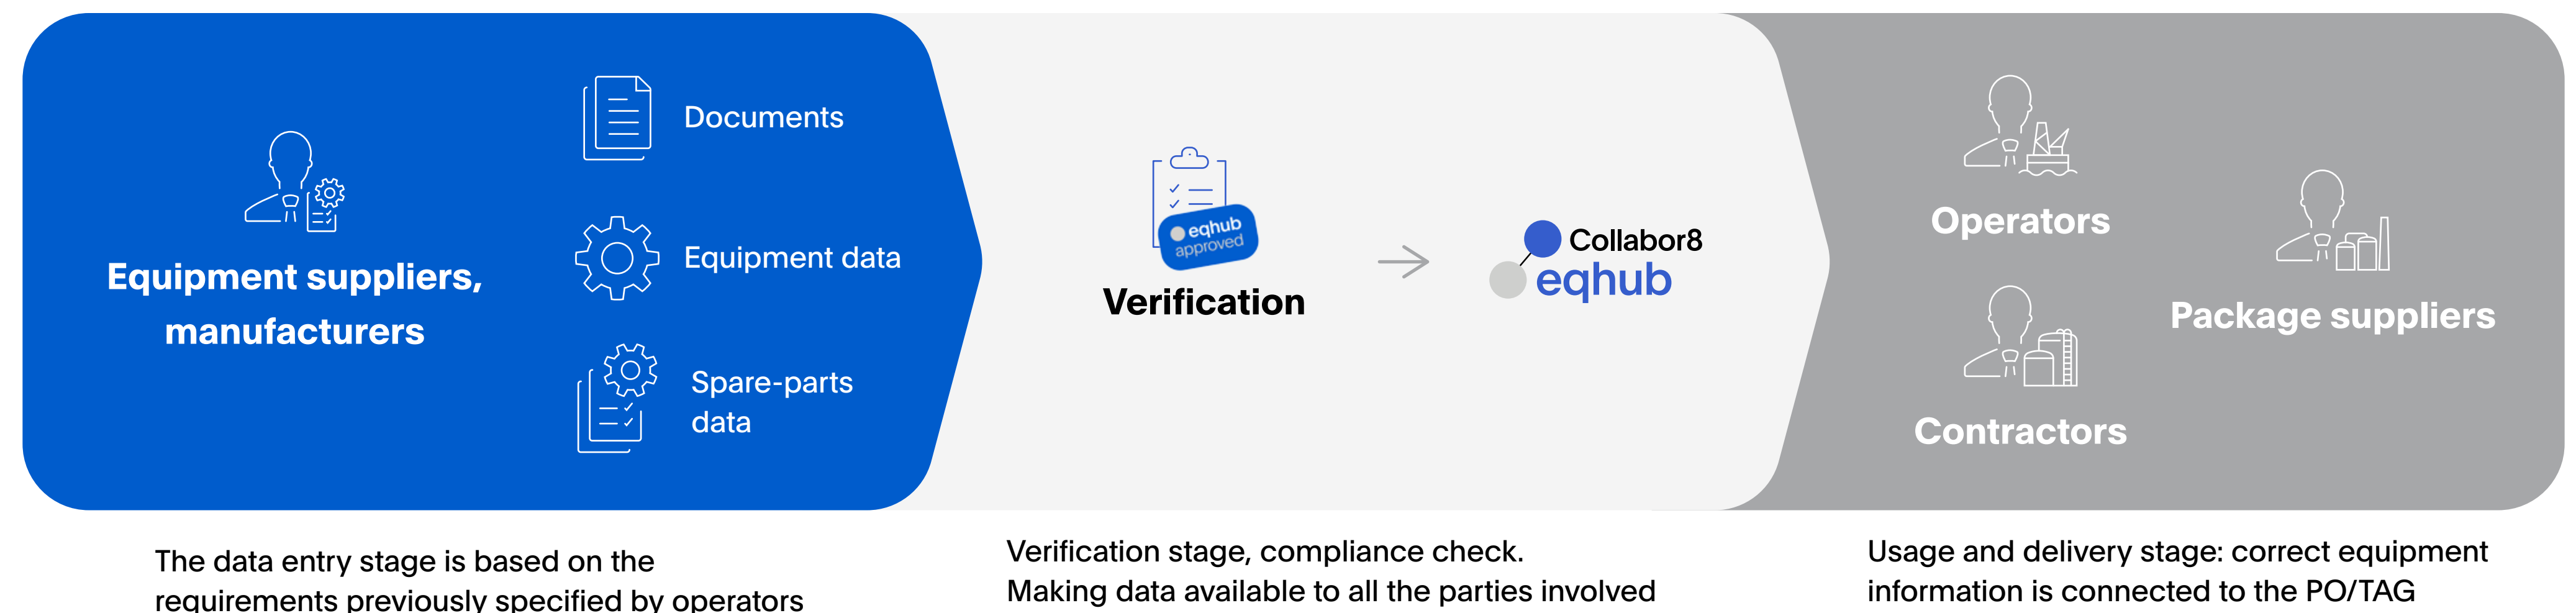 Equipment suppliers,
manufacturers
Documents
Equipment data
Spare-parts
data
eqhub
approved
Verification
Collabor8
eqhub
Operators
Contractors
Package suppliers
The data entry stage is based on the
requirements previously specified by operators
Verification stage, compliance check.
Making data available to all the parties involved
Usage and delivery stage: correct equipment
information is connected to the PO/TAG